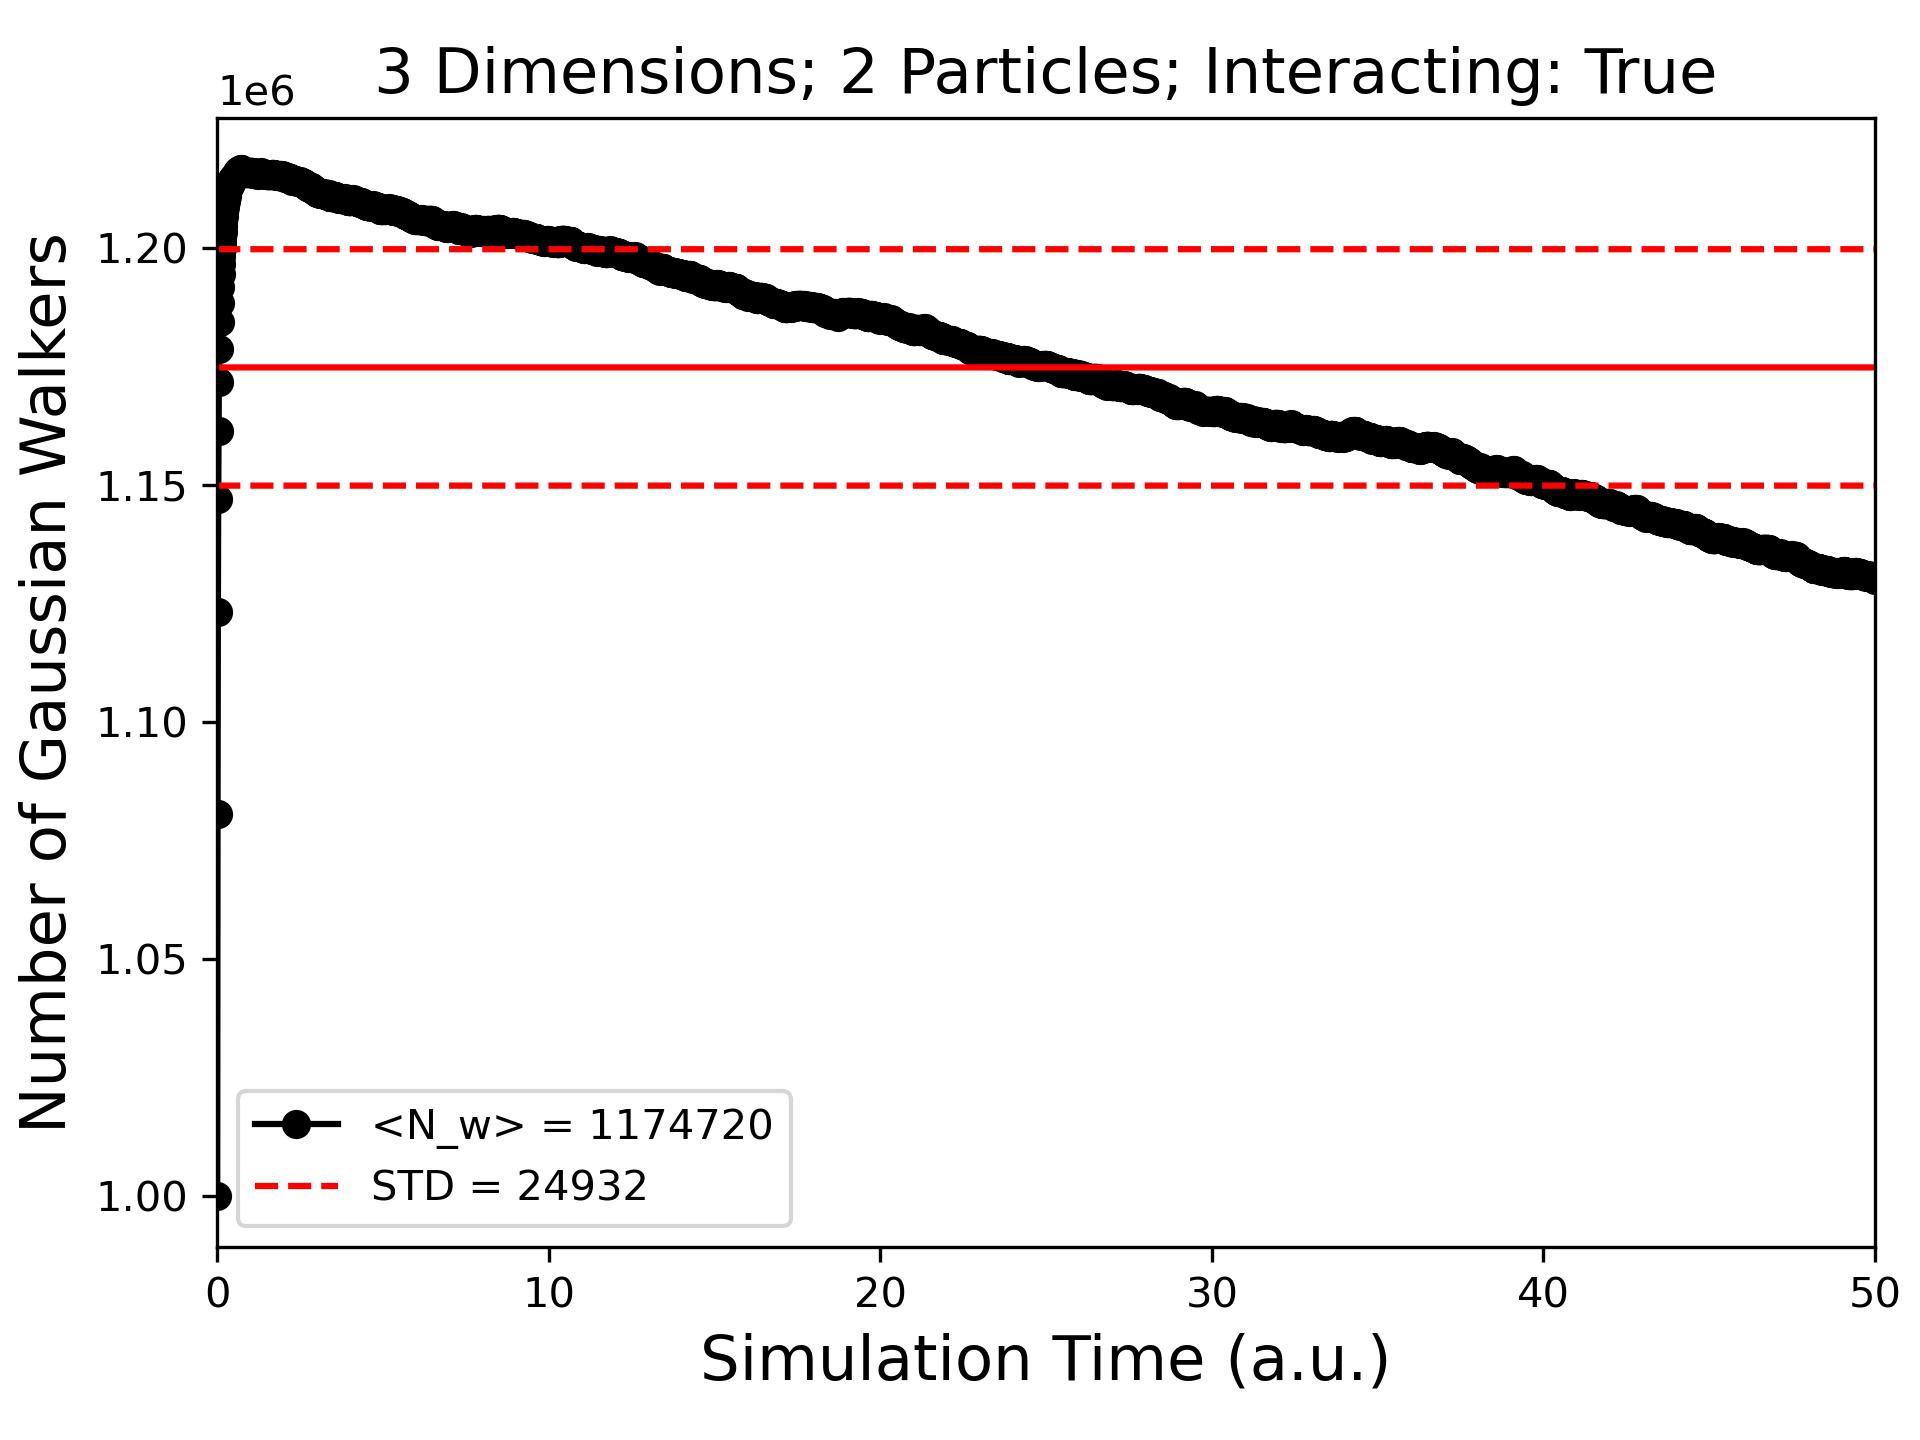 3 Dimensions; 2 Particles; Interacting: True
1e6
Number of Gaussian Walkers
1.20
1.15
1.10
1.05
1.00
<N_w> = 1174720
STD = 24932
0 10 20 30 40 50
Simulation Time (a.u.)